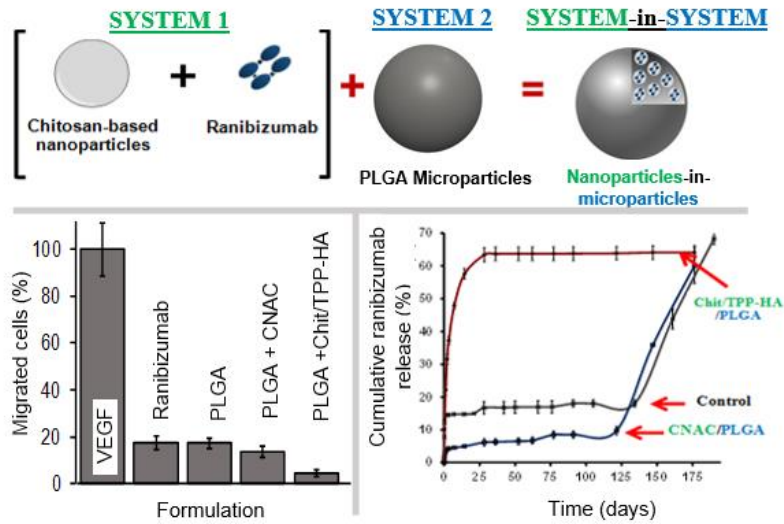 SYSTEM 1
SYSTEM 2
SYSTEM-in-SYSTEM
+
+
=
Chitosan-based
nanoparticles
Ranibizumab
PLGA Microparticles
Nanoparticles-in-
microparticles
Migrated cells (%)
100
80
60
40
20
0
VEGF
Ranibizumab
PLGA
PLGA + CNAC
PLGA +Chit/TPP-HA
Formulation
Cumulative ranibizumab
release (%)
70
60
50
40
30
20
10
0
0
25
50
75
100
125
150
175
Chit/TPP-HA
/PLGA
Control
CNAC/PLGA
Time (days)